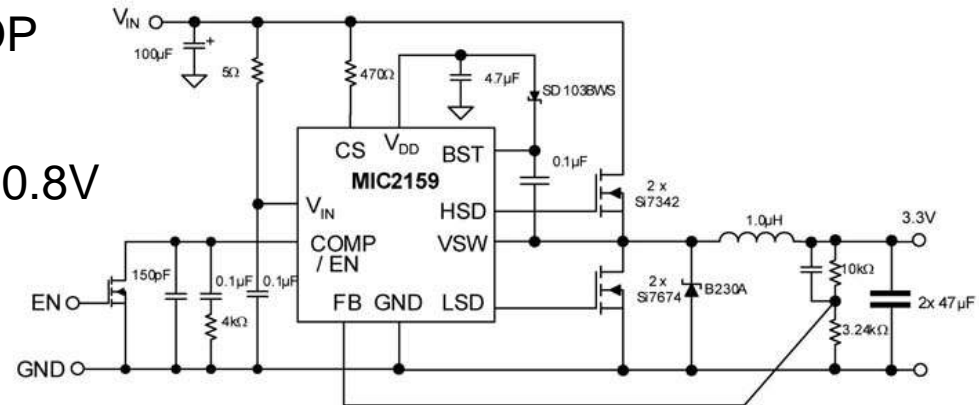 OP
0.8V
VIN
100µF
+
5Ω
470Ω
4.7µF
SD103BWS
CS
VDD
BST
MIC2159
0.1µF
2 x
Si7342
VIN
HSD
1.0µH
3.3V
COMP
/ EN
VSW
150pF
0.1µF
0.1µF
10kΩ
EN
4kΩ
FB
GND
LSD
2x
Si7674
B230A
2x 47µF
3.24kΩ
GND